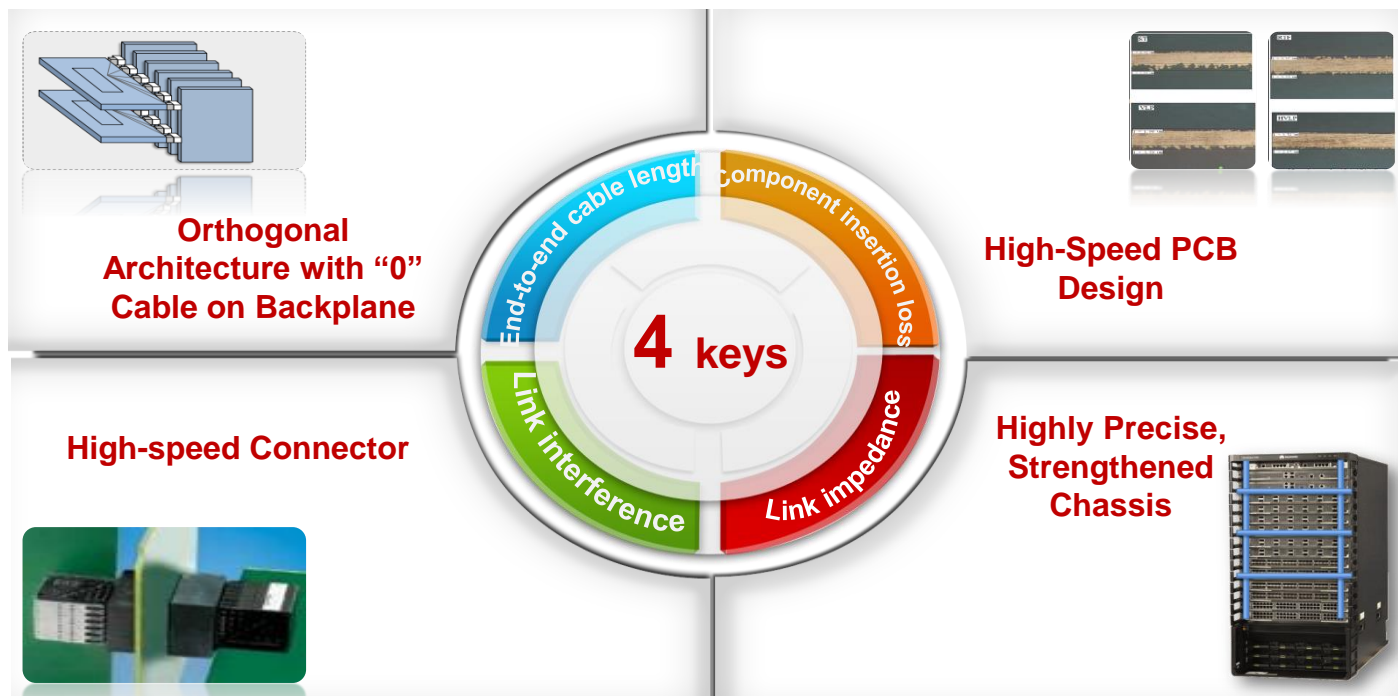 Orthogonal
Architecture with “0”
Cable on Backplane
End-to-end cable length
Component insertion loss
High-Speed PCB
Design
4 keys
High-speed Connector
Link interference
Link impedance
Highly Precise,
Strengthened
Chassis
HVLP